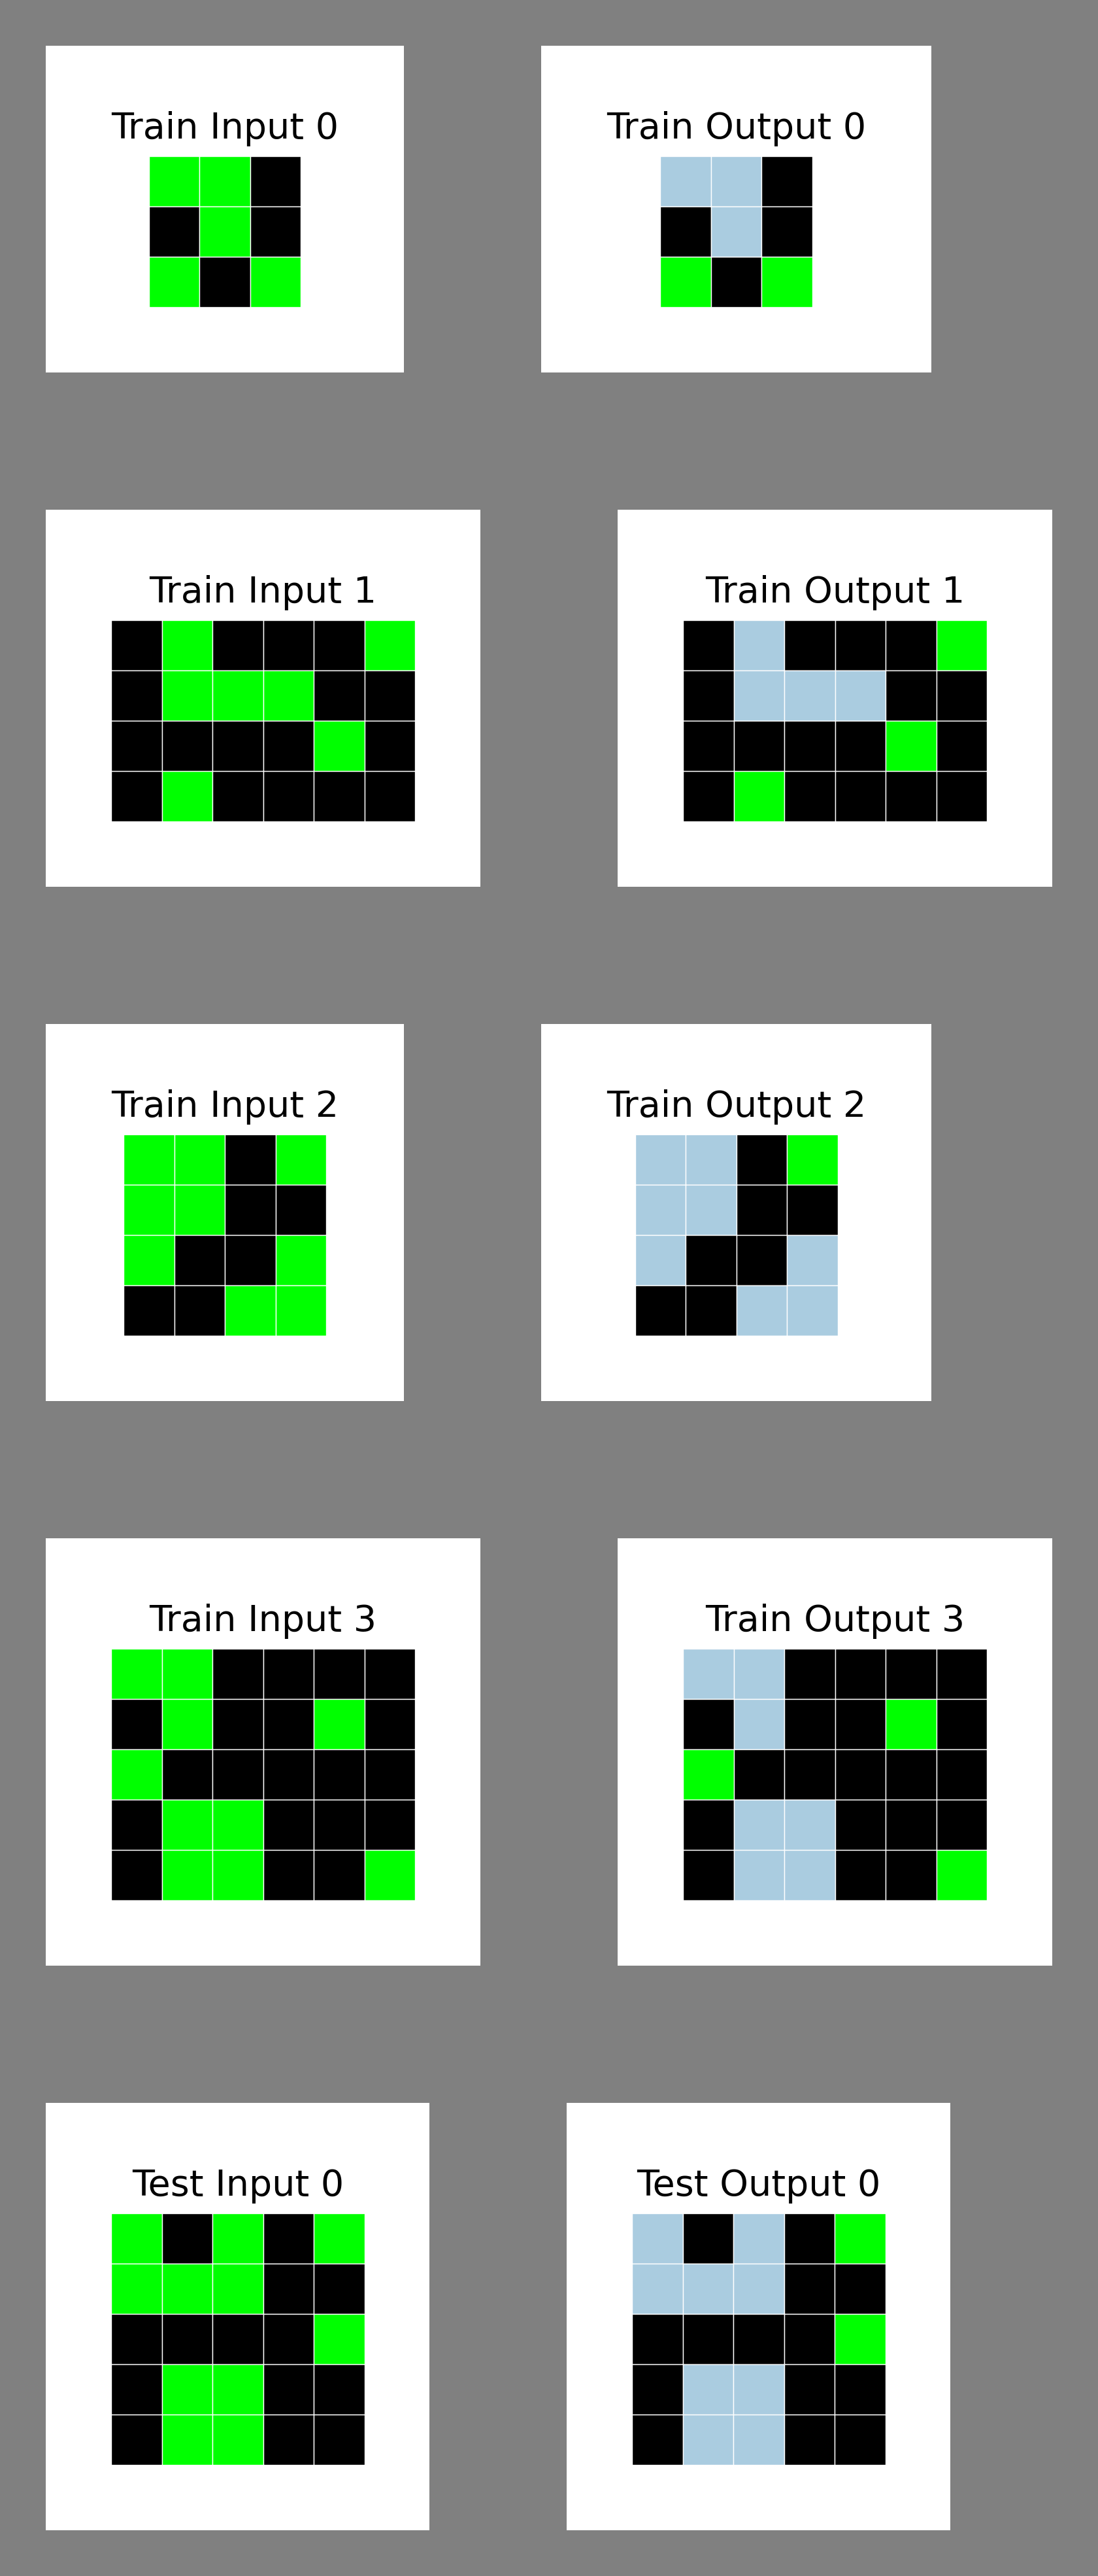 Train Input 0
Train Output 0
Train Input 1
Train Output 1
Train Input 2
Train Output 2
Train Input 3
Train Output 3
Test Input 0
Test Output 0